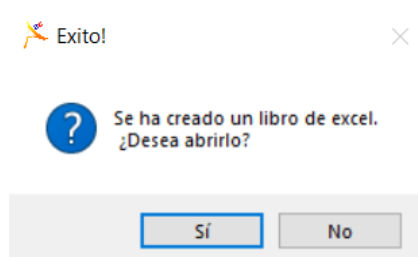 Exito!
Se ha creado un libro de excel.
¿Desea abrirlo?
Sí
No